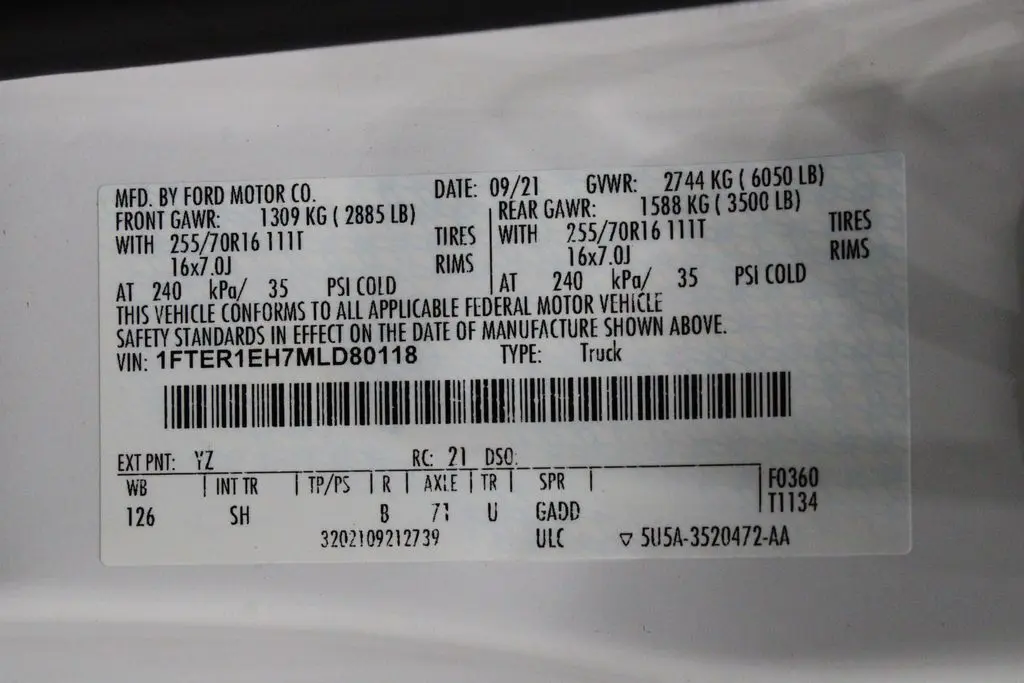 MFD. BY FORD MOTOR CO. DATE: 09/21 GVWR: 2744 KG ( 6050 LB)
FRONT GAWR: 1309 KG ( 2885 LB) REAR GAWR: 1588 KG ( 3500 LB)
WITH 255/70R16 111T TIRES WITH 255/70R16 111T TIRES
16x7.0J RIMS 16x7.0J RIMS
AT 240 kPa/ 35 PSI COLD AT 240 kPa/ 35 PSI COLD
THIS VEHICLE CONFORMS TO ALL APPLICABLE FEDERAL MOTOR VEHICLE
SAFETY STANDARDS IN EFFECT ON THE DATE OF MANUFACTURE SHOWN ABOVE.
VIN: 1FTER1EH7MLD80118 TYPE: Truck
EXT PNT: YZ RC: 21 DSO:
WB INT TR TP/PS R AXLE TR SPR F0360
126 SH B 71 U GADD T1134
3202109212739 ULC ▽ 5U5A-3520472-AA